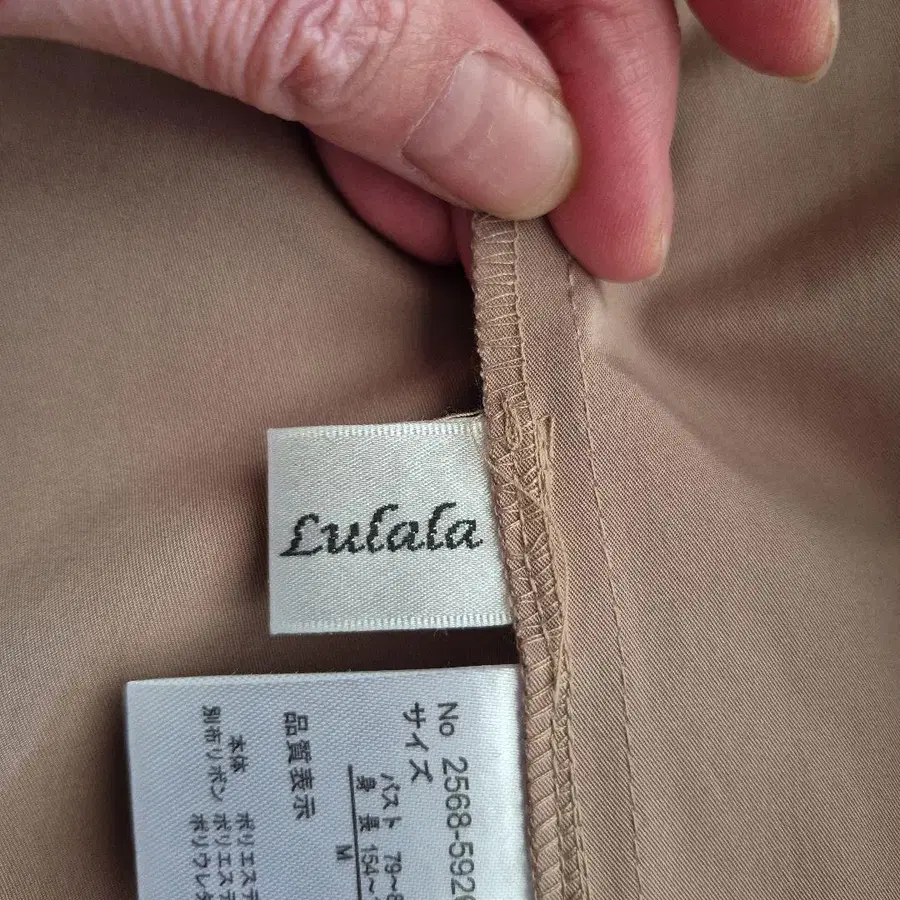 Lulala
No 2568-592
サイズ
バスト 79~8
身 長 154~
M
品質表示
本体 ポリエステ
別布リボン ポリエステ
ポリウレタ